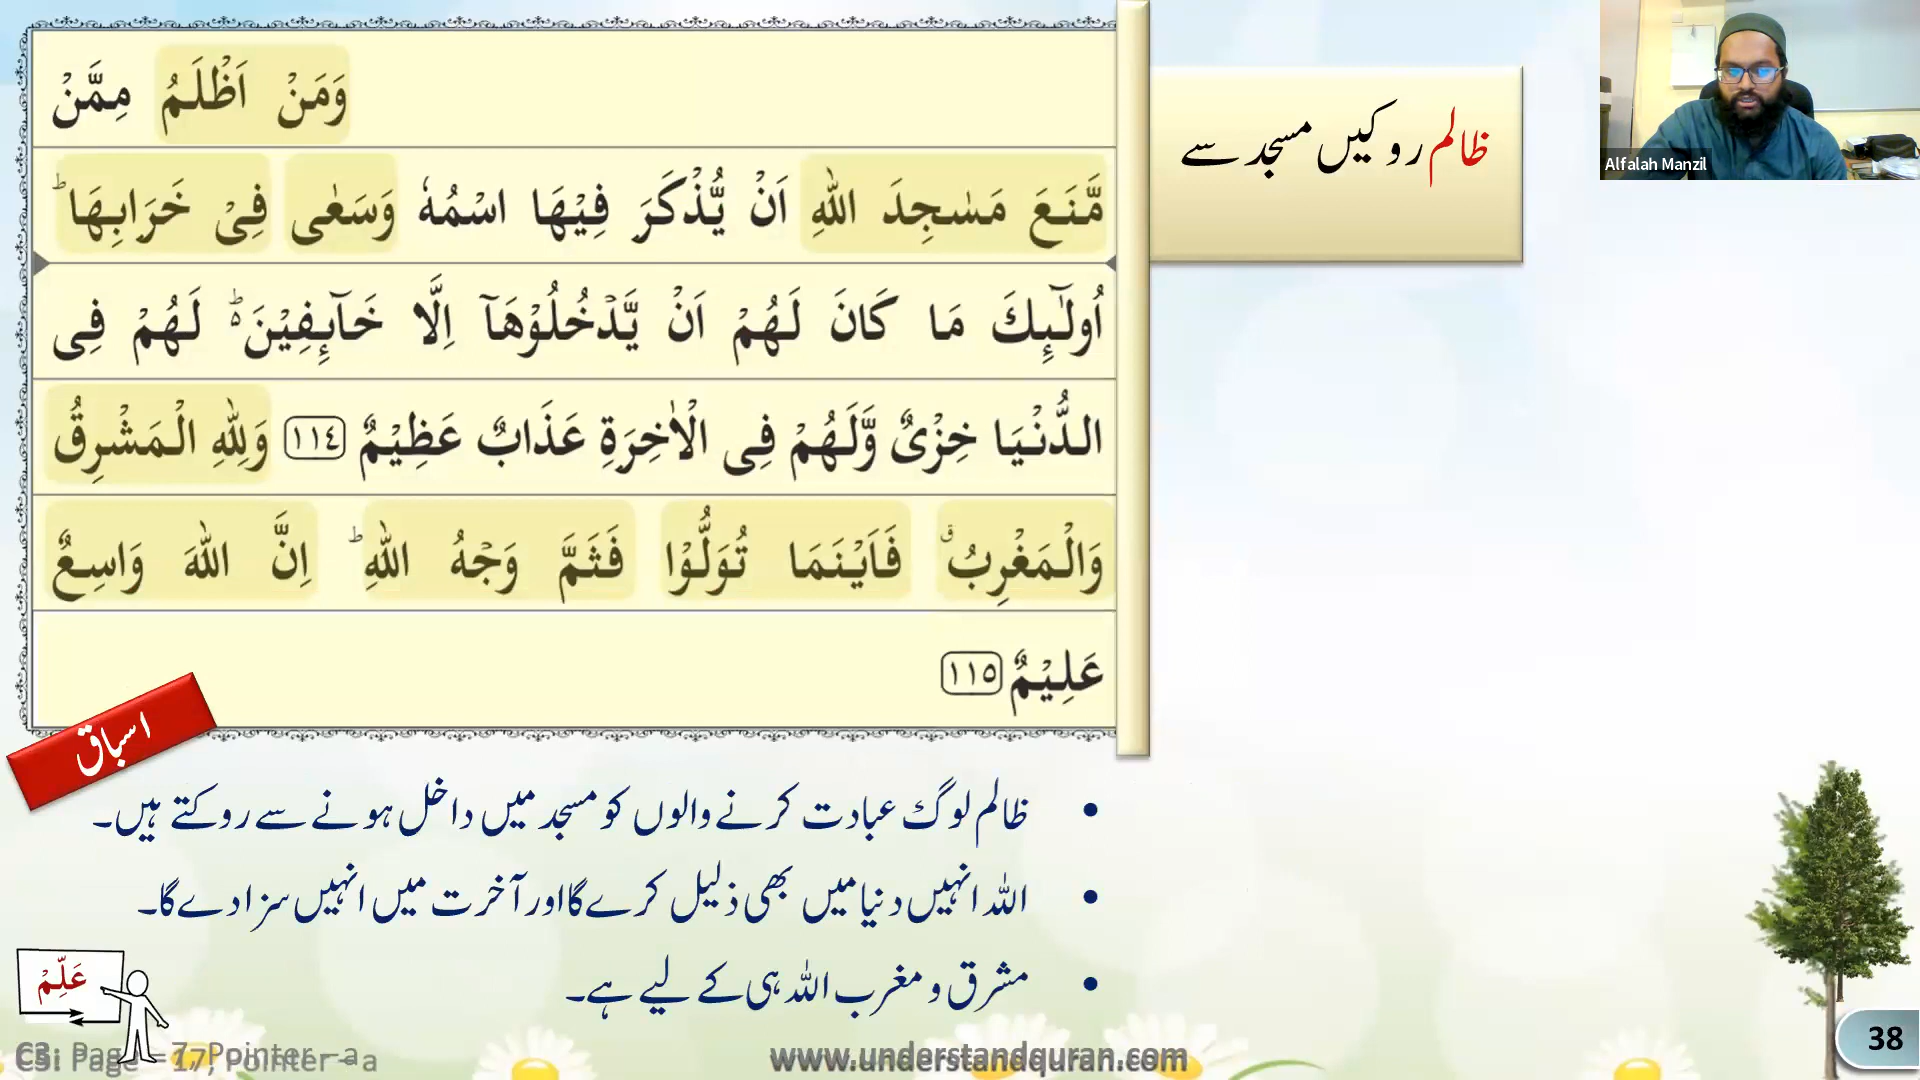 وَمَنْ اَظْلَمُ مِمَّنْ
مَّنَعَ مَسٰجِدَ اللّٰهِ اَنْ يُّذْكَرَ فِيْهَا اسْمُهٗ وَسَعٰى فِىْ خَرَابِهَا ؕ
اُولٰٓئِكَ مَا كَانَ لَهُمْ اَنْ يَّدْخُلُوْهَآ اِلَّا خَآئِفِيْنَ ؕ۬ لَهُمْ فِى
الدُّنْيَا خِزْىٌ وَّلَهُمْ فِى الْاٰخِرَةِ عَذَابٌ عَظِيْمٌ ١١٤ وَلِلّٰهِ الْمَشْرِقُ
وَالْمَغْرِبُ ۗ فَاَيْنَمَا تُوَلُّوْا فَثَمَّ وَجْهُ اللّٰهِ ؕ اِنَّ اللّٰهَ وَاسِعٌ
عَلِيْمٌ ١١٥
ظالم روکیں مسجد سے
Alfalah Manzil
اسباق
• ظالم لوگ عبادت کرنے والوں کو مسجد میں داخل ہونے سے روکتے ہیں۔
• اللہ انہیں دنیا میں بھی ذلیل کرے گا اور آخرت میں انہیں سزا دے گا۔
• مشرق و مغرب اللہ ہی کے لیے ہے۔
عَلِّمْ
www.understandquran.com
38